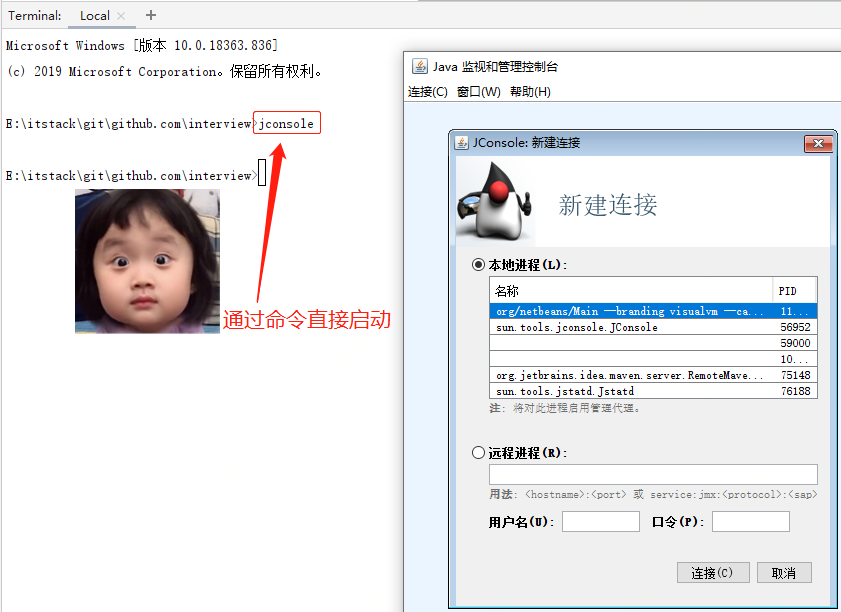 Terminal: Local × +
Microsoft Windows [版本 10.0.18363.836]
(c) 2019 Microsoft Corporation。保留所有权利。
E:\itstack\git\github.com\interview>jconsole
E:\itstack\git\github.com\interview>
通过命令直接启动
Java 监视和管理控制台
连接(C) 窗口(W) 帮助(H)
JConsole: 新建连接
新建连接
本地进程(L):
名称 PID
org/netbeans/Main —branding visualvm —ca... 11...
sun.tools.jconsole.JConsole 56952
59000
10...
org.jetbrains.idea.maven.server.RemoteMave... 75148
sun.tools.jstatd.Jstatd 76188
注: 将对此进程启用管理代理。
远程进程(R):
用法: <hostname>:<port> 或 service:jmx:<protocol>:<sap>
用户名(U): 口令(P):
连接(C) 取消